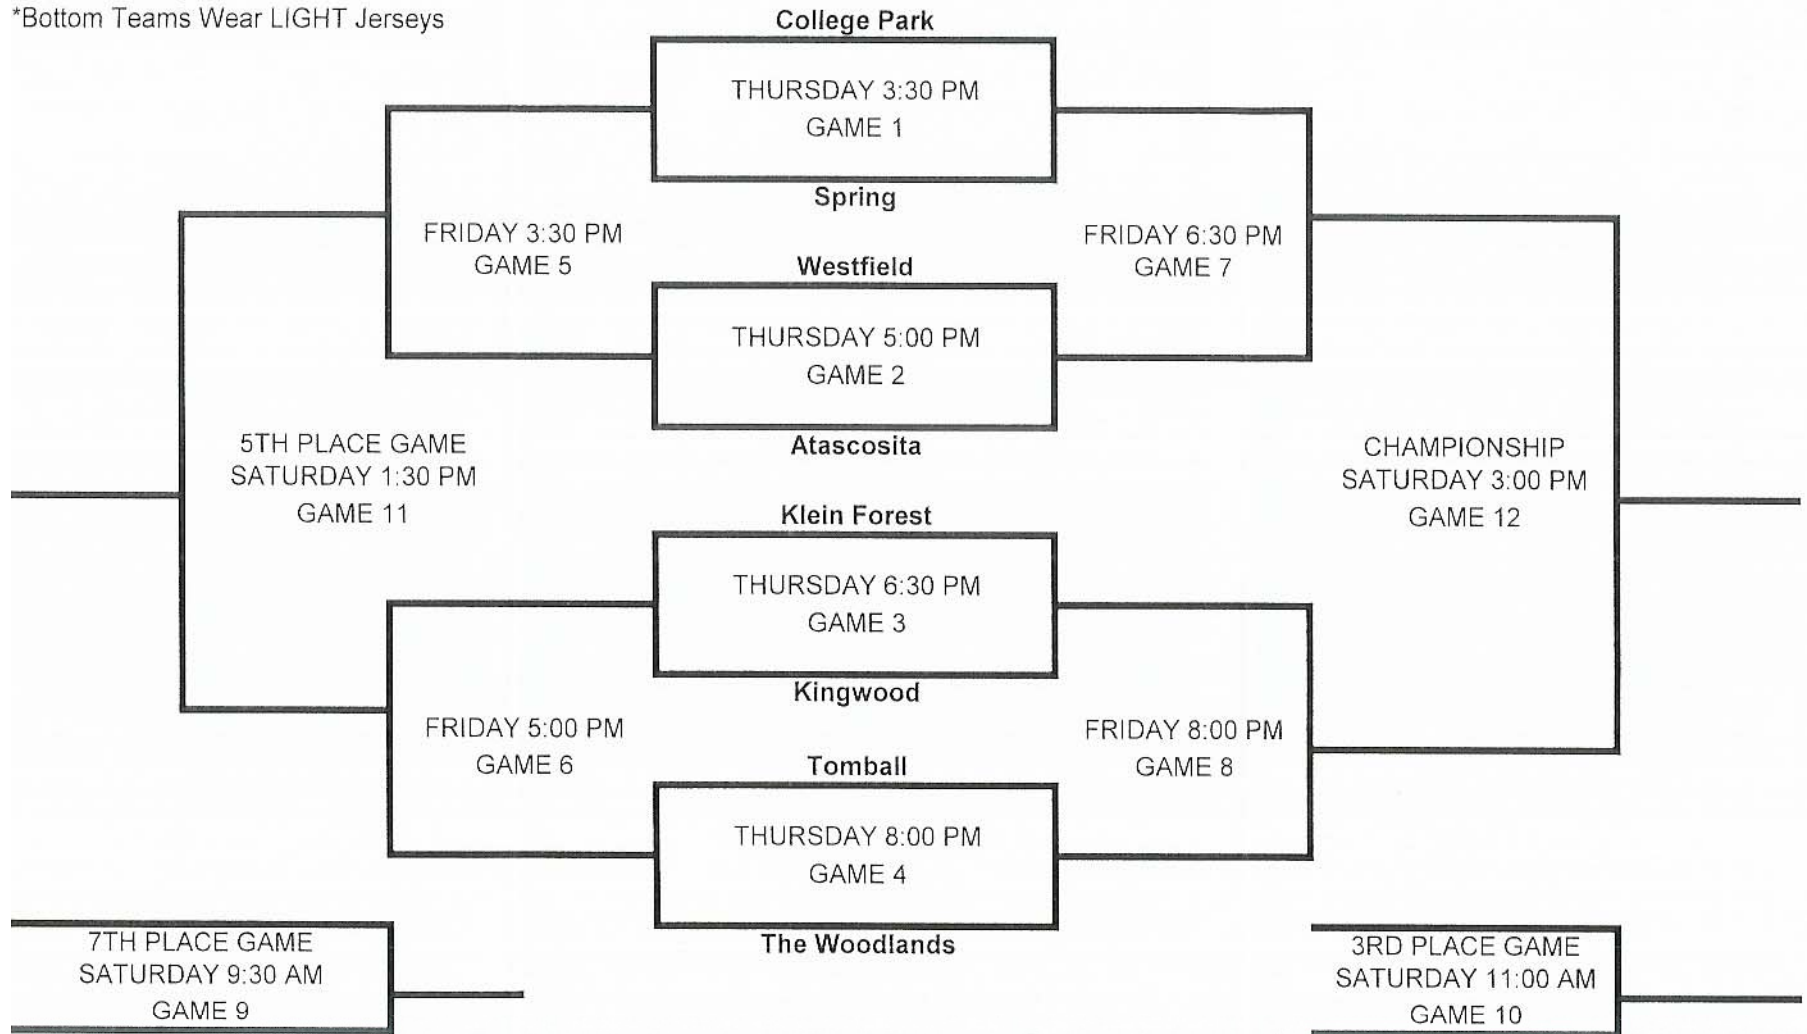 *Bottom Teams Wear LIGHT Jerseys
College Park
THURSDAY 3:30 PM
GAME 1
Spring
FRIDAY 3:30 PM
GAME 5
FRIDAY 6:30 PM
GAME 7
Westfield
THURSDAY 5:00 PM
GAME 2
Atascosita
5TH PLACE GAME
SATURDAY 1:30 PM
GAME 11
CHAMPIONSHIP
SATURDAY 3:00 PM
GAME 12
Klein Forest
THURSDAY 6:30 PM
GAME 3
Kingwood
FRIDAY 5:00 PM
GAME 6
FRIDAY 8:00 PM
GAME 8
Tomball
THURSDAY 8:00 PM
GAME 4
The Woodlands
7TH PLACE GAME
SATURDAY 9:30 AM
GAME 9
3RD PLACE GAME
SATURDAY 11:00 AM
GAME 10